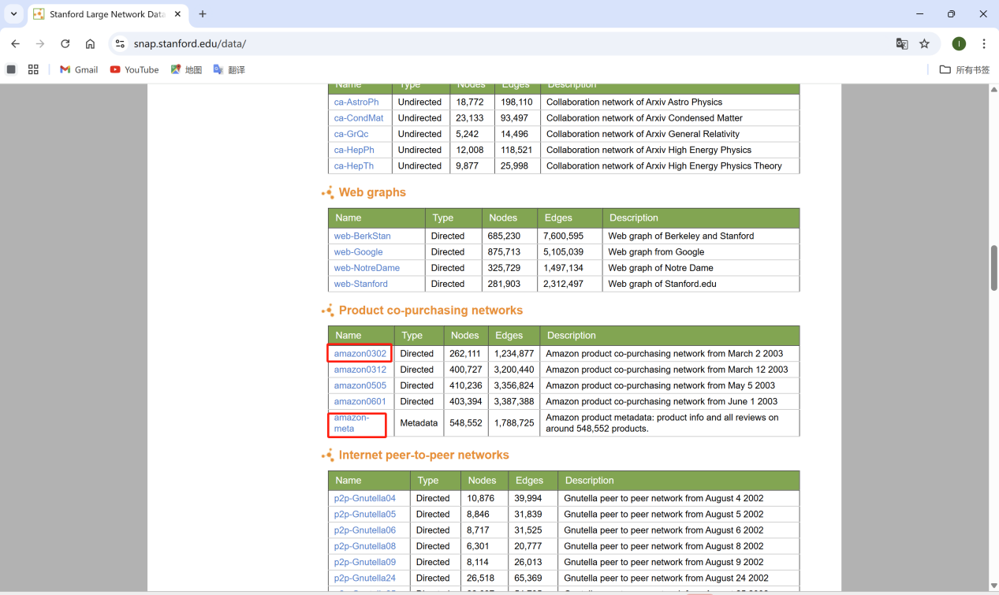 Stanford Large Network Data
snap.stanford.edu/data/
I
Gmail YouTube 地图 翻译 所有书签
Name Type Nodes Edges Description
ca-AstroPh Undirected 18,772 198,110 Collaboration network of Arxiv Astro Physics
ca-CondMat Undirected 23,133 93,497 Collaboration network of Arxiv Condensed Matter
ca-GrQc Undirected 5,242 14,496 Collaboration network of Arxiv General Relativity
ca-HepPh Undirected 12,008 118,521 Collaboration network of Arxiv High Energy Physics
ca-HepTh Undirected 9,877 25,998 Collaboration network of Arxiv High Energy Physics Theory
Web graphs
Name Type Nodes Edges Description
web-BerkStan Directed 685,230 7,600,595 Web graph of Berkeley and Stanford
web-Google Directed 875,713 5,105,039 Web graph from Google
web-NotreDame Directed 325,729 1,497,134 Web graph of Notre Dame
web-Stanford Directed 281,903 2,312,497 Web graph of Stanford.edu
Product co-purchasing networks
Name Type Nodes Edges Description
amazon0302 Directed 262,111 1,234,877 Amazon product co-purchasing network from March 2 2003
amazon0312 Directed 400,727 3,200,440 Amazon product co-purchasing network from March 12 2003
amazon0505 Directed 410,236 3,356,824 Amazon product co-purchasing network from May 5 2003
amazon0601 Directed 403,394 3,387,388 Amazon product co-purchasing network from June 1 2003
amazon-
meta Metadata 548,552 1,788,725 Amazon product metadata: product info and all reviews on
around 548,552 products.
Internet peer-to-peer networks
Name Type Nodes Edges Description
p2p-Gnutella04 Directed 10,876 39,994 Gnutella peer to peer network from August 4 2002
p2p-Gnutella05 Directed 8,846 31,839 Gnutella peer to peer network from August 5 2002
p2p-Gnutella06 Directed 8,717 31,525 Gnutella peer to peer network from August 6 2002
p2p-Gnutella08 Directed 6,301 20,777 Gnutella peer to peer network from August 8 2002
p2p-Gnutella09 Directed 8,114 26,013 Gnutella peer to peer network from August 9 2002
p2p-Gnutella24 Directed 26,518 65,369 Gnutella peer to peer network from August 24 2002